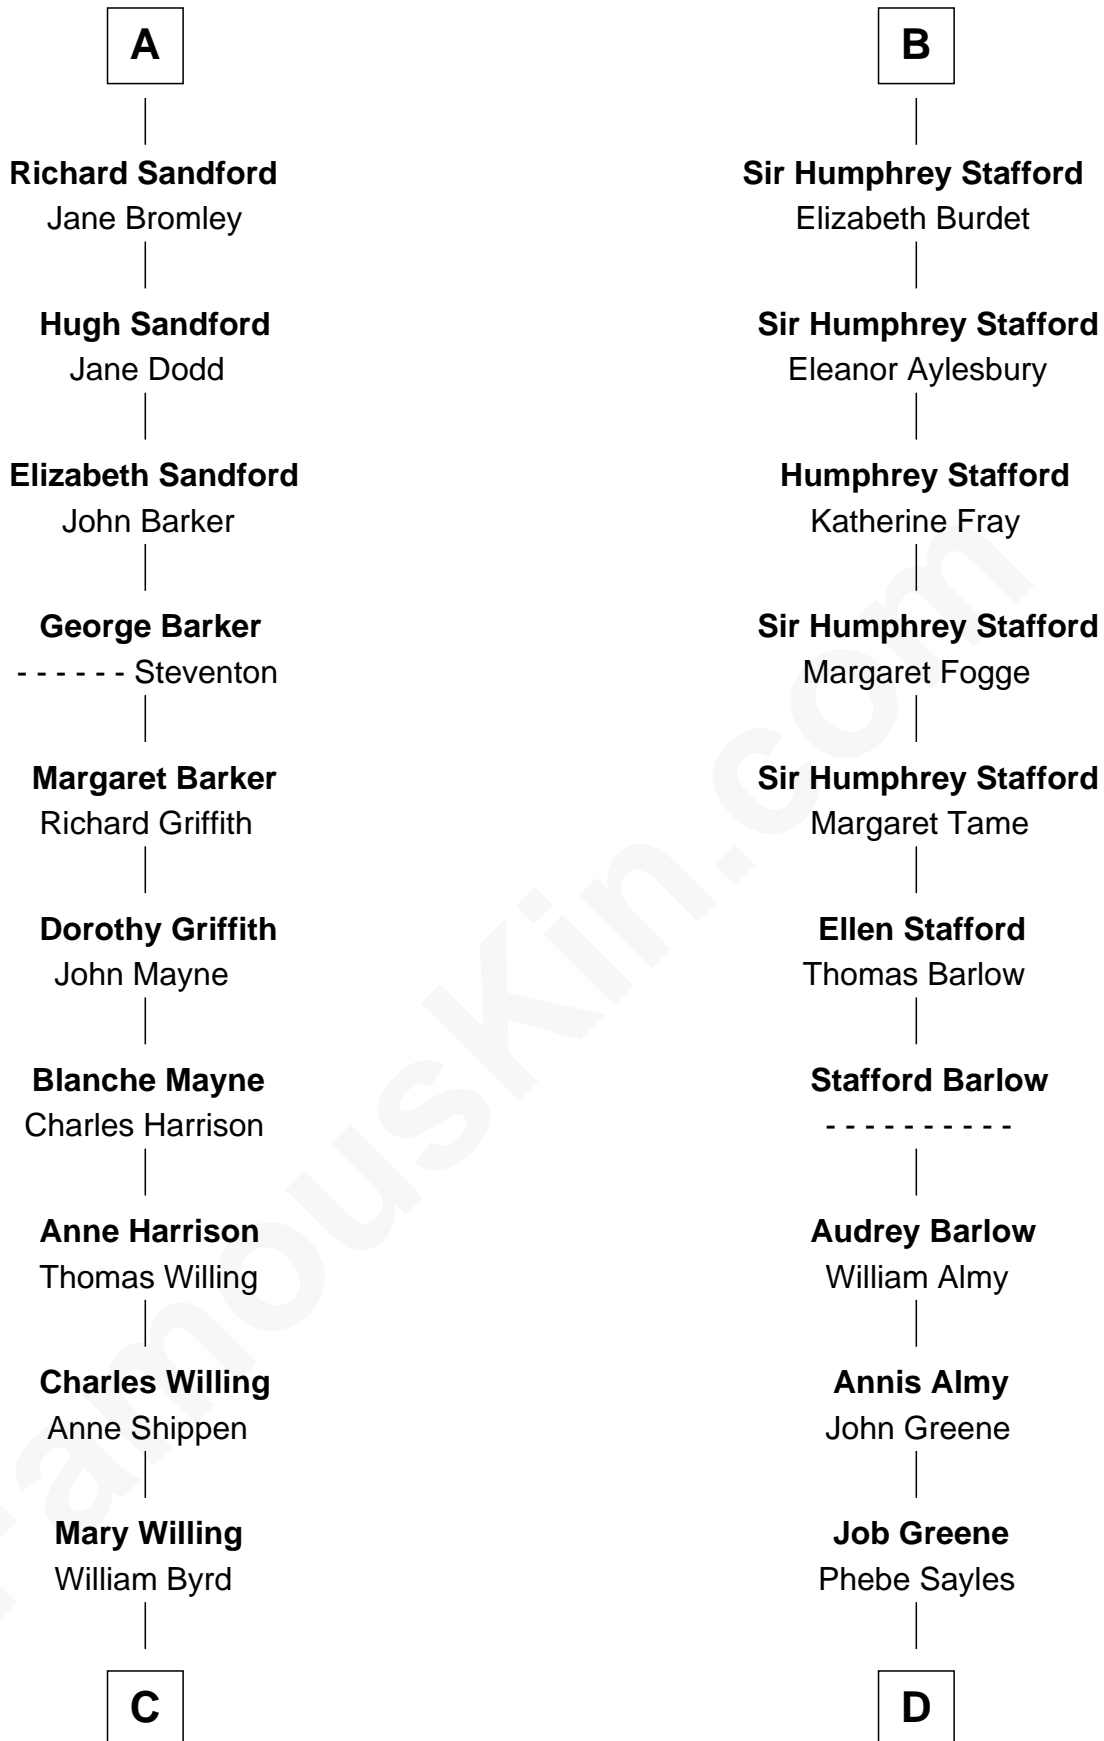 A
Richard Sandford
Jane Bromley
Hugh Sandford
Jane Dodd
Elizabeth Sandford
John Barker
George Barker
- - - - - - Steventon
Margaret Barker
Richard Griffith
Dorothy Griffith
John Mayne
Blanche Mayne
Charles Harrison
Anne Harrison
Thomas Willing
Charles Willing
Anne Shippen
Mary Willing
William Byrd
C
B
Sir Humphrey Stafford
Elizabeth Burdet
Sir Humphrey Stafford
Eleanor Aylesbury
Humphrey Stafford
Katherine Fray
Sir Humphrey Stafford
Margaret Fogge
Sir Humphrey Stafford
Margaret Tame
Ellen Stafford
Thomas Barlow
Stafford Barlow
- - - - - - - - - -
Audrey Barlow
William Almy
Annis Almy
John Greene
Job Greene
Phebe Sayles
D
FamousKin.com